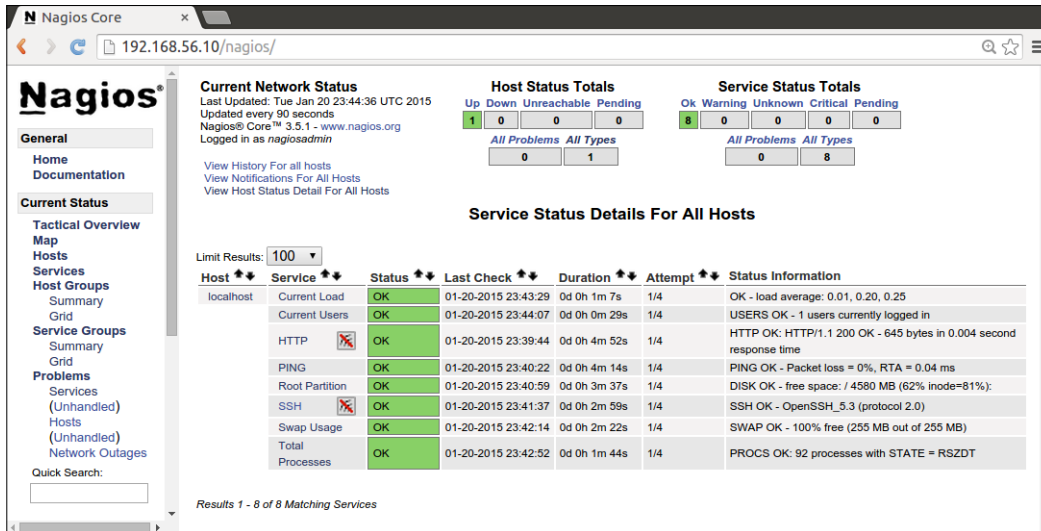 Nagios Core
192.168.56.10/nagios/
Nagios®
General
Home
Documentation
Current Status
Tactical Overview
Map
Hosts
Services
Host Groups
Summary
Grid
Service Groups
Summary
Grid
Problems
Services
(Unhandled)
Hosts
(Unhandled)
Network Outages
Quick Search:
Current Network Status
Last Updated: Tue Jan 20 23:44:36 UTC 2015
Updated every 90 seconds
Nagios® Core™ 3.5.1 - www.nagios.org
Logged in as nagiosadmin
View History For all hosts
View Notifications For All Hosts
View Host Status Detail For All Hosts
Host Status Totals
Up Down Unreachable Pending
1 0 0 0
All Problems All Types
0 1
Service Status Totals
Ok Warning Unknown Critical Pending
8 0 0 0 0
All Problems All Types
0 8
Service Status Details For All Hosts
Limit Results: 100
Host Service Status Last Check Duration Attempt Status Information
localhost Current Load OK 01-20-2015 23:43:29 0d 0h 1m 7s 1/4 OK - load average: 0.01, 0.20, 0.25
Current Users OK 01-20-2015 23:44:07 0d 0h 0m 29s 1/4 USERS OK - 1 users currently logged in
HTTP OK 01-20-2015 23:39:44 0d 0h 4m 52s 1/4 HTTP OK: HTTP/1.1 200 OK - 645 bytes in 0.004 second
response time
PING OK 01-20-2015 23:40:22 0d 0h 4m 14s 1/4 PING OK - Packet loss = 0%, RTA = 0.04 ms
Root Partition OK 01-20-2015 23:40:59 0d 0h 3m 37s 1/4 DISK OK - free space: / 4580 MB (62% inode=81%):
SSH OK 01-20-2015 23:41:37 0d 0h 2m 59s 1/4 SSH OK - OpenSSH_5.3 (protocol 2.0)
Swap Usage OK 01-20-2015 23:42:14 0d 0h 2m 22s 1/4 SWAP OK - 100% free (255 MB out of 255 MB)
Total
Processes OK 01-20-2015 23:42:52 0d 0h 1m 44s 1/4 PROCS OK: 92 processes with STATE = RSZDT
Results 1 - 8 of 8 Matching Services